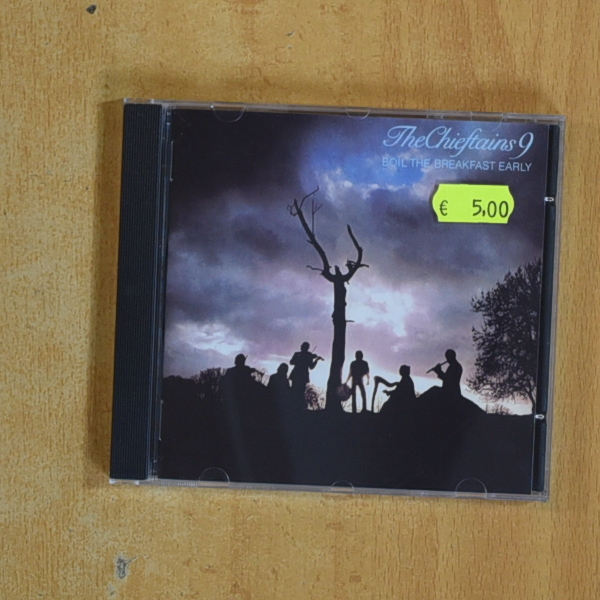 The Chieftains 9
BOIL THE BREAKFAST EARLY
€ 5,00